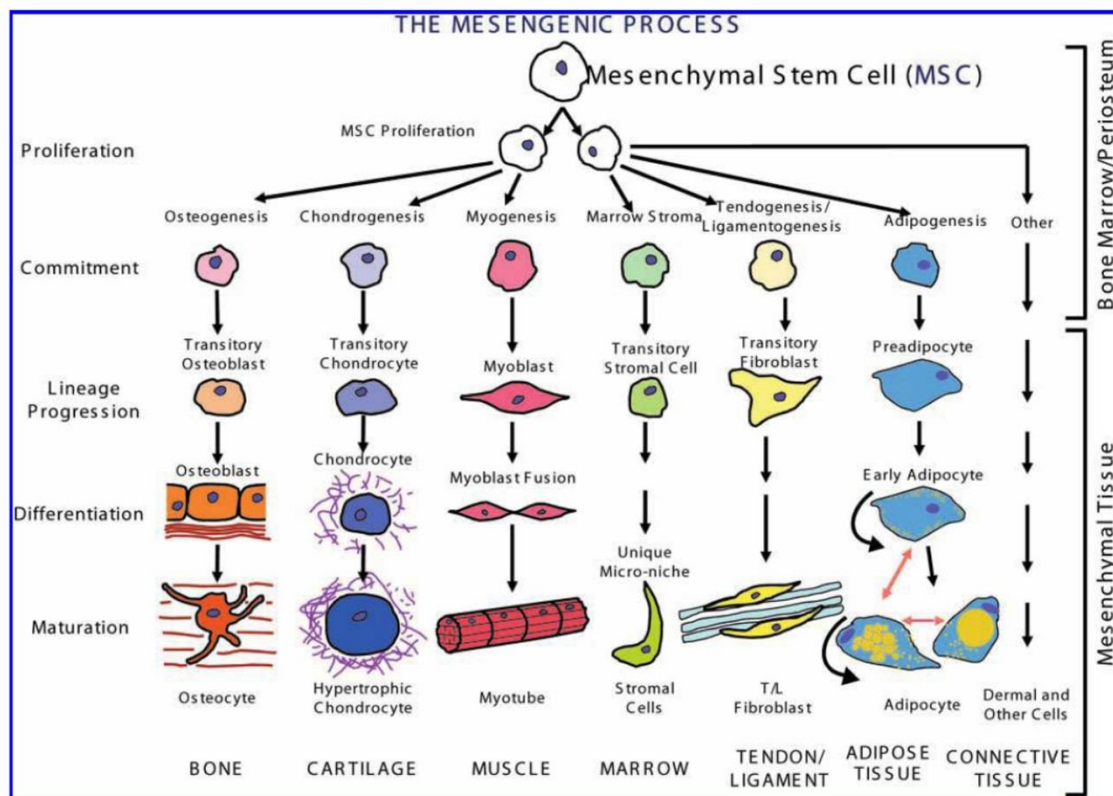 THE MESENGENIC PROCESS
Mesenchymal Stem Cell (MSC)
MSC Proliferation
Proliferation
Osteogenesis
Chondrogenesis
Myogenesis
Marrow Stroma
Tendogenesis/
Ligamentogenesis
Adipogenesis
Other
Commitment
Bone Marrow/Periosteum
Transitory
Osteoblast
Transitory
Chondrocyte
Myoblast
Transitory
Stromal Cell
Transitory
Fibroblast
Preadipocyte
Lineage
Progression
Osteoblast
Chondrocyte
Myoblast Fusion
Early Adipocyte
Differentiation
Unique
Micro-niche
Maturation
Mesenchymal Tissue
Osteocyte
Hypertrophic
Chondrocyte
Myotube
Stromal
Cells
T/L
Fibroblast
Adipocyte
Dermal and
Other Cells
BONE
CARTILAGE
MUSCLE
MARROW
TENDON/
LIGAMENT
ADIPOSE
TISSUE
CONNECTIVE
TISSUE